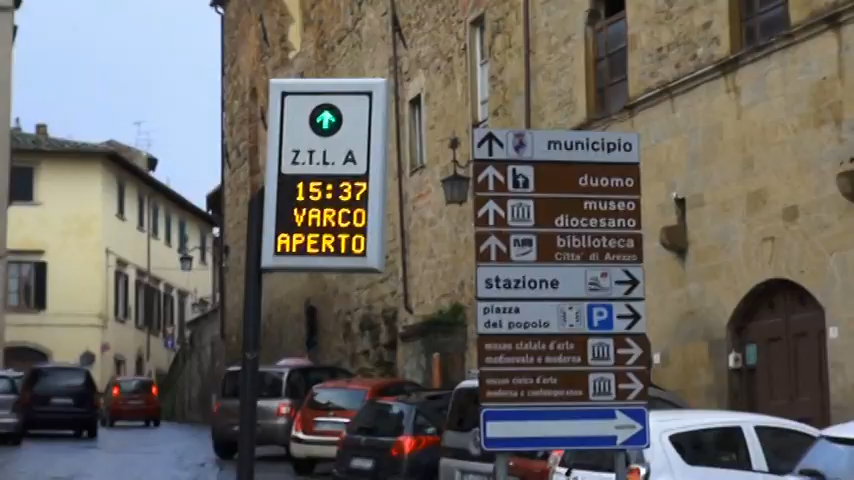 Z.T.L. A
15:37
VARCO
APERTO
municipio
duomo
museo
diocesano
biblioteca
Citta' di Arezzo
stazione
piazza
del popolo
P
museo statale d'arte
medioevale e moderna
museo civico d'arte
moderna e contemporanea